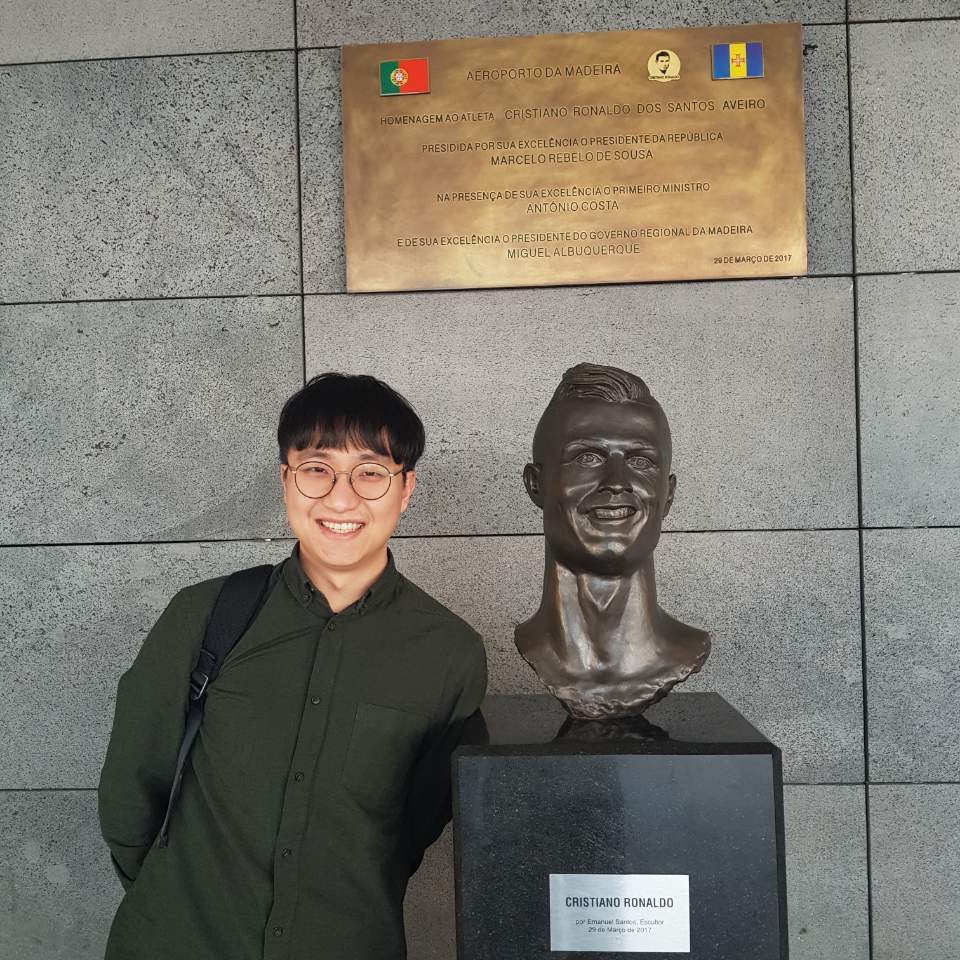 AEROPORTO DA MADEIRA
CRISTIANO RONALDO
HOMENAGEM AO ATLETA CRISTIANO RONALDO DOS SANTOS AVEIRO
PRESIDIDA POR SUA EXCELÊNCIA O PRESIDENTE DA REPÚBLICA
MARCELO REBELO DE SOUSA
NA PRESENÇA DE SUA EXCELÊNCIA O PRIMEIRO MINISTRO
ANTÓNIO COSTA
E DE SUA EXCELÊNCIA O PRESIDENTE DO GOVERNO REGIONAL DA MADEIRA
MIGUEL ALBUQUERQUE
29 DE MARÇO DE 2017
CRISTIANO RONALDO
por Emanuel Santos, Escultor
29 de Março de 2017